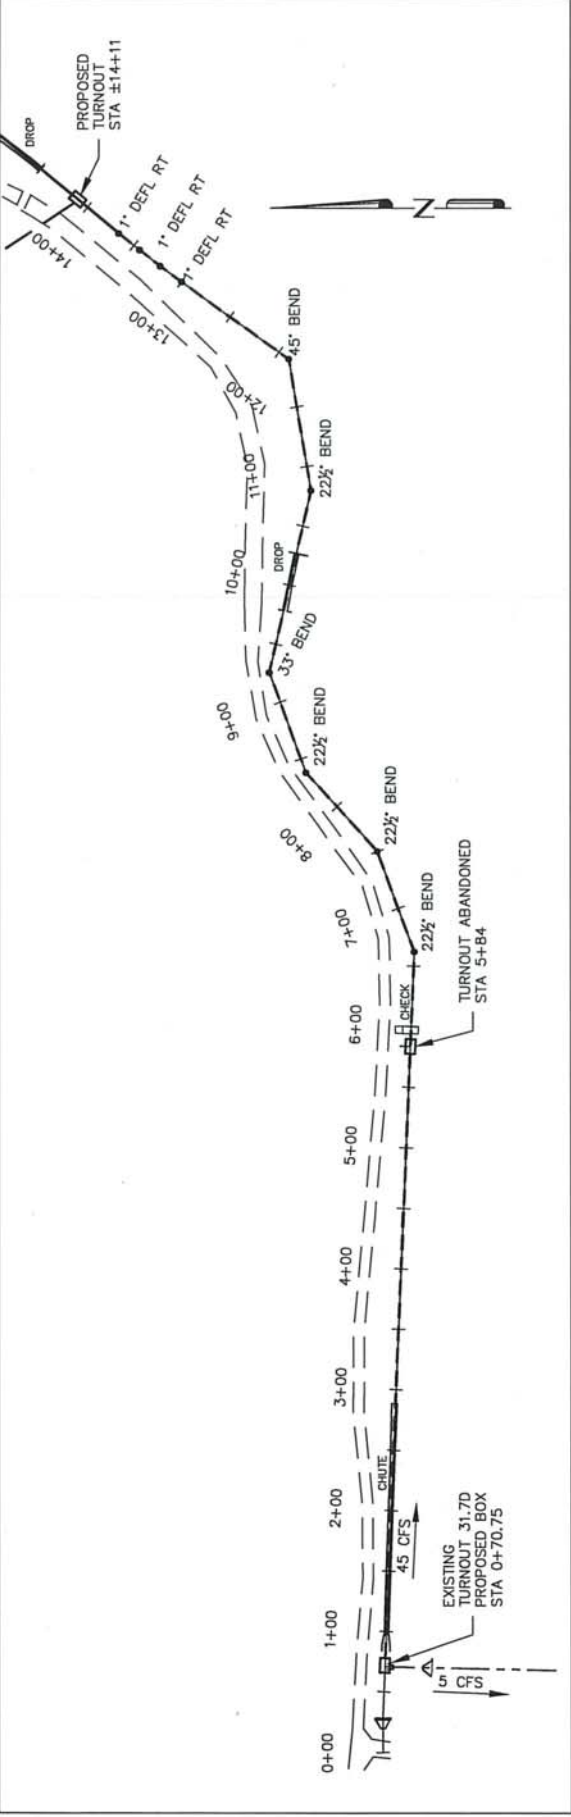 0+00
1+00
2+00
3+00
4+00
5+00
6+00
7+00
8+00
9+00
10+00
11+00
12+00
13+00
14+00
5 CFS
EXISTING
TURNOUT 31.7D
PROPOSED BOX
STA 0+70.75
45 CFS
CHUTE
CHECK
TURNOUT ABANDONED
STA 5+84
22½° BEND
22½° BEND
22½° BEND
33° BEND
DROP
22½° BEND
45° BEND
1° DEFL RT
1° DEFL RT
1° DEFL RT
PROPOSED
TURNOUT
STA ±14+11
DROP
N